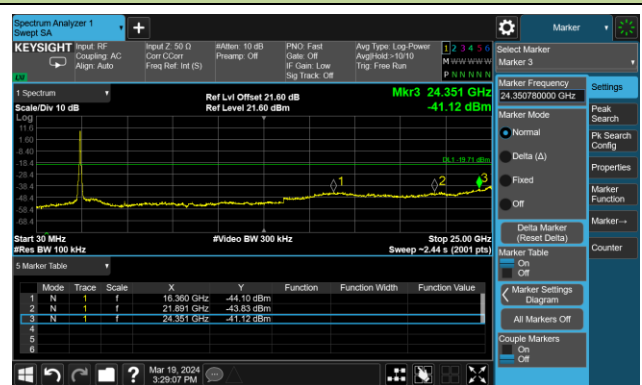 Spectrum Analyzer 1
Swept SA
+
Marker
KEYSIGHT
Input: RF
Coupling: AC
Align: Auto
Input Z: 50 Ω
Corr CCorr
Freq Ref: Int (S)
#Atten: 10 dB
Preamp: Off
PNO: Fast
Gate: Off
IF Gain: Low
Sig Track: Off
Avg Type: Log-Power
Avg|Hold:>10/10
Trig: Free Run
1 2 3 4 5 6
M W W W W W
P N N N N N
LW
Select Marker
Marker 3
1 Spectrum
Scale/Div 10 dB
Ref Lvl Offset 21.60 dB
Ref Level 21.60 dBm
Mkr3 24.351 GHz
-41.12 dBm
Log
11.6
1.60
-8.40
-18.4
-28.4
-38.4
-48.4
-58.4
-68.4
DL1 -19.71 dBm
1
2
3
Start 30 MHz
#Res BW 100 kHz
#Video BW 300 kHz
Stop 25.00 GHz
Sweep ~2.44 s (2001 pts)
5 Marker Table
Mode Trace Scale X Y Function Function Width Function Value
1 N 1 f 16.360 GHz -44.10 dBm
2 N 1 f 21.891 GHz -43.83 dBm
3 N 1 f 24.351 GHz -41.12 dBm
4
5
6
Marker Frequency
24.350780000 GHz
Marker Mode
Normal
Delta (Δ)
Fixed
Off
Delta Marker
(Reset Delta)
Marker Table
On
Off
Marker Settings
Diagram
All Markers Off
Couple Markers
On
Off
Settings
Peak
Search
Pk Search
Config
Properties
Marker
Function
Marker→
Counter
?
Mar 19, 2024
3:29:07 PM